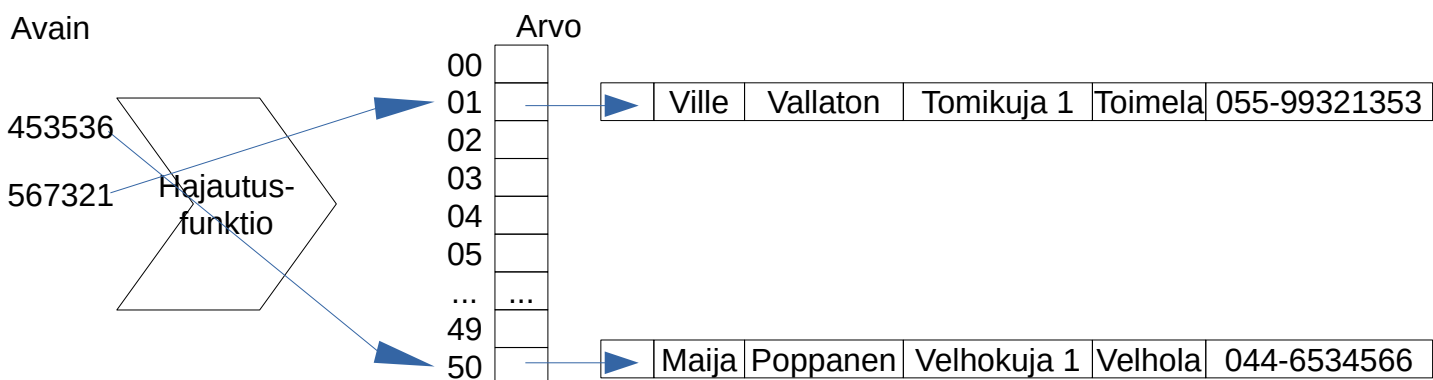 Avain
Arvo
00
01 Ville Vallaton Tomikuja 1 Toimela 055-99321353
453536
02
567321
03
Hajautus-
funktio
04
05
... ...
49
50 Maija Poppanen Velhokuja 1 Velhola 044-6534566